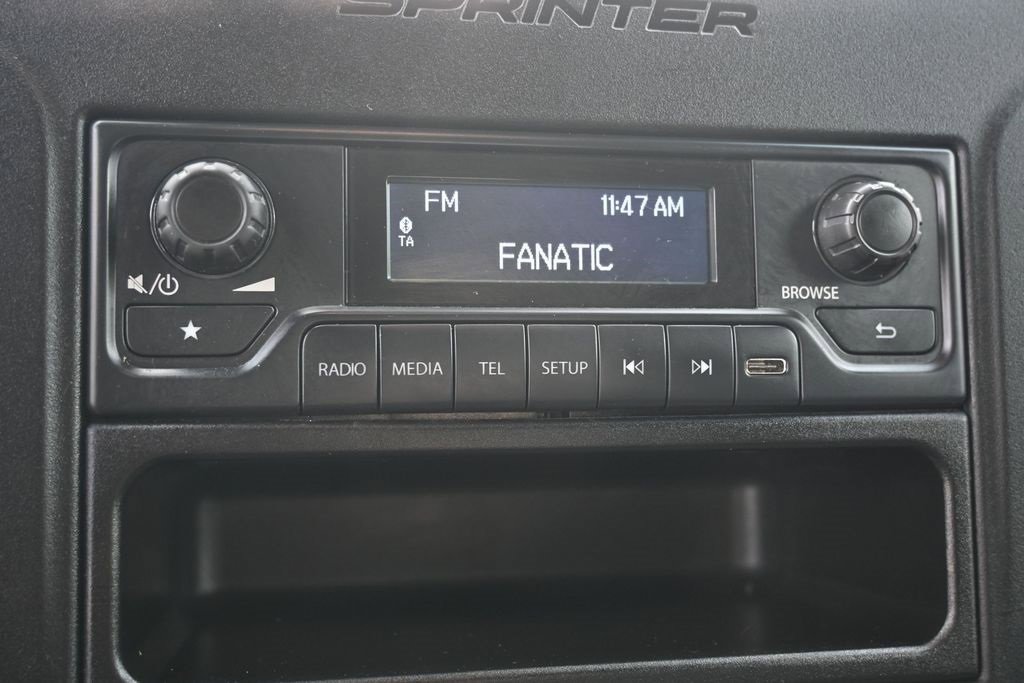 SPRINTER
FM 11:47 AM
TA
FANATIC
BROWSE
RADIO MEDIA TEL SETUP